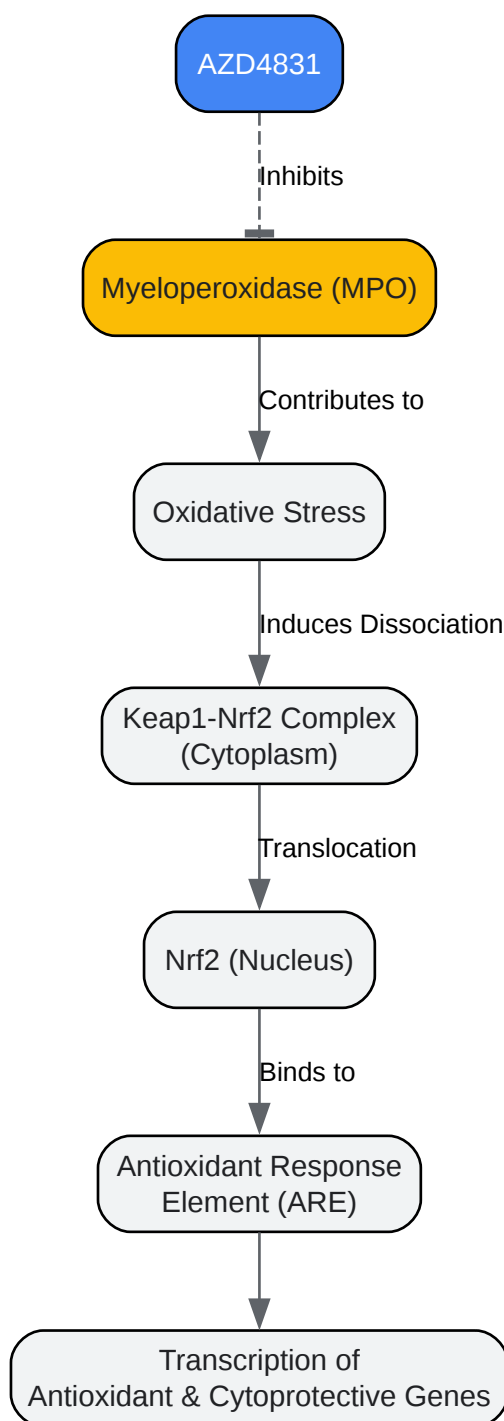 AZD4831
Inhibits
Myeloperoxidase (MPO)
Contributes to
Oxidative Stress
Induces Dissociation
Keap1-Nrf2 Complex
(Cytoplasm)
Translocation
Nrf2 (Nucleus)
Binds to
Antioxidant Response
Element (ARE)
Transcription of
Antioxidant & Cytoprotective Genes